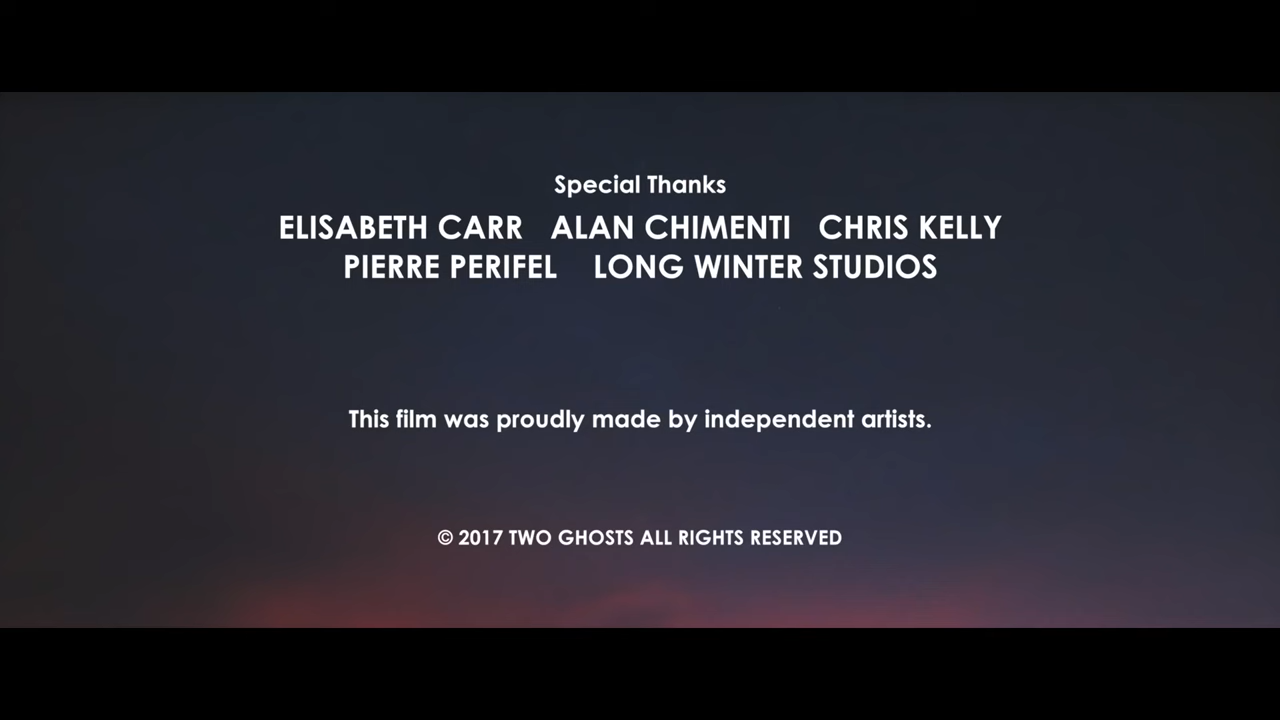 Special Thanks
ELISABETH CARR ALAN CHIMENTI CHRIS KELLY
PIERRE PERIFEL LONG WINTER STUDIOS
This film was proudly made by independent artists.
© 2017 TWO GHOSTS ALL RIGHTS RESERVED